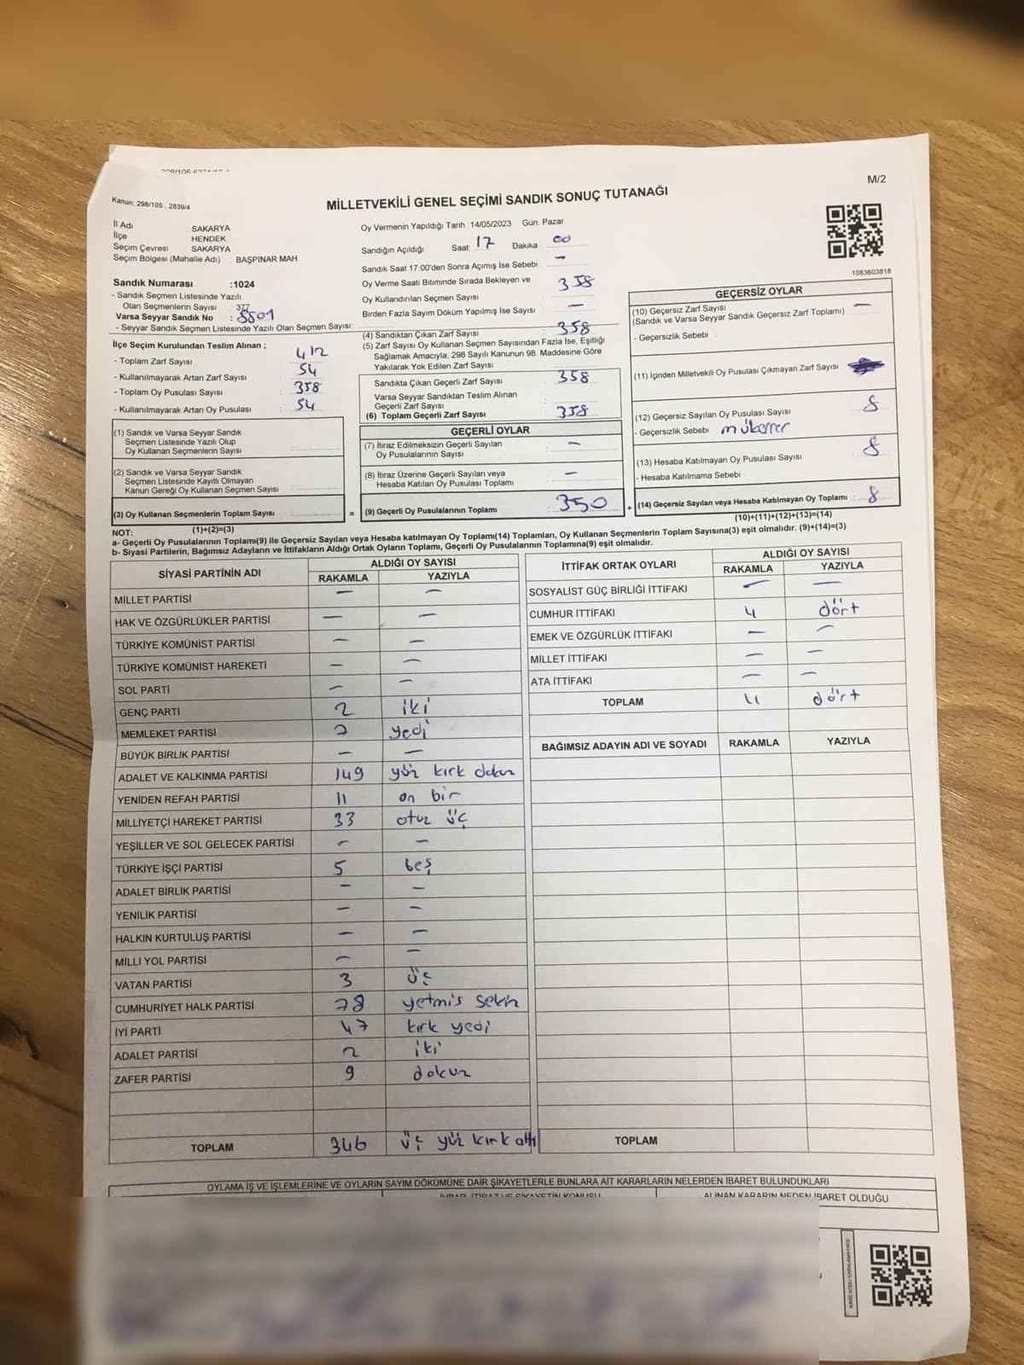 M/2
Kanun: 298/105 , 2839/4
MİLLETVEKİLİ GENEL SEÇİMİ SANDIK SONUÇ TUTANAĞI
İl Adı SAKARYA
İlçe HENDEK
Seçim Çevresi SAKARYA
Seçim Bölgesi (Mahalle Adı) BAŞPINAR MAH
Sandık Numarası :1024
- Sandık Seçmen Listesinde Yazılı
Olan Seçmenlerin Sayısı 377
Varsa Seyyar Sandık No : 8501
- Seyyar Sandık Seçmen Listesinde Yazılı Olan Seçmen Sayısı:
İlçe Seçim Kurulundan Teslim Alınan ;
- Toplam Zarf Sayısı 412
- Kullanılmayarak Artan Zarf Sayısı 54
- Toplam Oy Pusulası Sayısı 358
- Kullanılmayarak Artan Oy Pusulası 54
(1) Sandık ve Varsa Seyyar Sandık
Seçmen Listesinde Yazılı Olup
Oy Kullanan Seçmenlerin Sayısı
(2) Sandık ve Varsa Seyyar Sandık
Seçmen Listesinde Kayıtlı Olmayan
Kanun Gereği Oy Kullanan Seçmen Sayısı
(3) Oy Kullanan Seçmenlerin Toplam Sayısı =
(1)+(2)=(3)
Oy Vermenin Yapıldığı Tarih :14/05/2023 Gün: Pazar
Sandığın Açıldığı Saat 17 Dakika 00
Sandık Saat 17:00'den Sonra Açımış İse Sebebi –
Oy Verme Saati Bitiminde Sırada Bekleyen ve 358
Oy Kullandırılan Seçmen Sayısı
Birden Fazla Sayım Döküm Yapılmış İse Sayısı –
(4) Sandıktan Çıkan Zarf Sayısı 358
(5) Zarf Sayısı Oy Kullanan Seçmen Sayısından Fazla İse, Eşitliği
Sağlamak Amacıyla, 298 Sayılı Kanunun 98. Maddesine Göre
Yakılarak Yok Edilen Zarf Sayısı
Sandıkta Çıkan Geçerli Zarf Sayısı 358
Varsa Seyyar Sandıktan Teslim Alınan
Geçerli Zarf Sayısı
(6) Toplam Geçerli Zarf Sayısı 358
GEÇERLİ OYLAR
(7) İtiraz Edilmeksizin Geçerli Sayılan –
Oy Pusulalarının Sayısı
(8) İtiraz Üzerine Geçerli Sayılan veya –
Hesaba Katılan Oy Pusulası Toplamı
(9) Geçerli Oy Pusulalarının Toplamı 350 +
1083603818
GEÇERSİZ OYLAR
(10) Geçersiz Zarf Sayısı –
(Sandık ve Varsa Seyyar Sandık Geçersiz Zarf Toplamı)
- Geçersizlik Sebebi
(11) İçinden Milletvekili Oy Pusulası Çıkmayan Zarf Sayısı
(12) Geçersiz Sayılan Oy Pusulası Sayısı 8
- Geçersizlik Sebebi mükerrer
(13) Hesaba Katılmayan Oy Pusulası Sayısı 8
- Hesaba Katılmama Sebebi
(14) Geçersiz Sayılan veya Hesaba Katılmayan Oy Toplamı 8
(10)+(11)+(12)+(13)=(14)
NOT:
a- Geçerli Oy Pusulalarının Toplamı(9) ile Geçersiz Sayılan veya Hesaba katılmayan Oy Toplamı(14) Toplamları, Oy Kullanan Seçmenlerin Toplam Sayısına(3) eşit olmalıdır. (9)+(14)=(3)
b- Siyasi Partilerin, Bağımsız Adayların ve İttifakların Aldığı Ortak Oyların Toplamı, Geçerli Oy Pusulalarının Toplamına(9) eşit olmalıdır.
SİYASİ PARTİNİN ADI ALDIĞI OY SAYISI
RAKAMLA YAZIYLA
MİLLET PARTİSİ – –
HAK VE ÖZGÜRLÜKLER PARTİSİ – –
TÜRKİYE KOMÜNİST PARTİSİ – –
TÜRKİYE KOMÜNİST HAREKETİ – –
SOL PARTİ – –
GENÇ PARTİ 2 iki
MEMLEKET PARTİSİ 7 yedi
BÜYÜK BİRLİK PARTİSİ – –
ADALET VE KALKINMA PARTİSİ 149 yüz kırk dokuz
YENİDEN REFAH PARTİSİ 11 on bir
MİLLİYETÇİ HAREKET PARTİSİ 33 otuz üç
YEŞİLLER VE SOL GELECEK PARTİSİ – –
TÜRKİYE İŞÇİ PARTİSİ 5 beş
ADALET BİRLİK PARTİSİ – –
YENİLİK PARTİSİ – –
HALKIN KURTULUŞ PARTİSİ – –
MİLLİ YOL PARTİSİ – –
VATAN PARTİSİ 3 üç
CUMHURİYET HALK PARTİSİ 78 yetmis sekiz
İYİ PARTİ 47 kırk yedi
ADALET PARTİSİ 2 iki
ZAFER PARTİSİ 9 dokuz
TOPLAM 346 üç yüz kırk altı
İTTİFAK ORTAK OYLARI ALDIĞI OY SAYISI
RAKAMLA YAZIYLA
SOSYALİST GÜÇ BİRLİĞİ İTTİFAKI – –
CUMHUR İTTİFAKI 4 dört
EMEK VE ÖZGÜRLÜK İTTİFAKI – –
MİLLET İTTİFAKI – –
ATA İTTİFAKI – –
TOPLAM 4 dört
BAĞIMSIZ ADAYIN ADI VE SOYADI RAKAMLA YAZIYLA
TOPLAM
OYLAMA İŞ VE İŞLEMLERİNE VE OYLARIN SAYIM DÖKÜMÜNE DAİR ŞİKAYETLERLE BUNLARA AİT KARARLARIN NELERDEN İBARET BULUNDUKLARI
İHBAR, İTİRAZ VE ŞİKAYETİN KONUSU ALINAN KARARIN NEDEN İBARET OLDUĞU